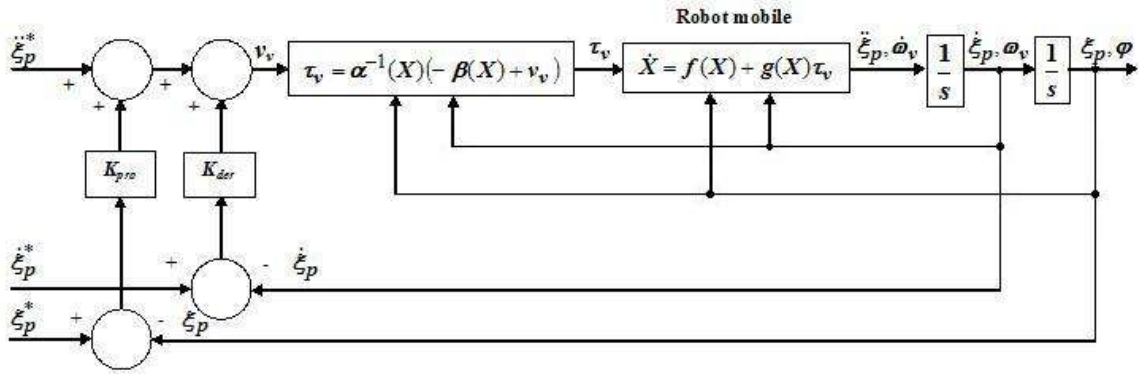 Robot mobile
ξ̈ₚ* + + + + vᵥ τᵥ = α⁻¹(X)(− β(X) + vᵥ) τᵥ Ẋ = f(X) + g(X)τᵥ ξ̈ₚ, ω̇ᵥ 1/s ξ̇ₚ, ωᵥ 1/s ξₚ, φ
Kpro Kder
ξ̇ₚ* + - ξ̇ₚ
ξₚ* + - ξₚ